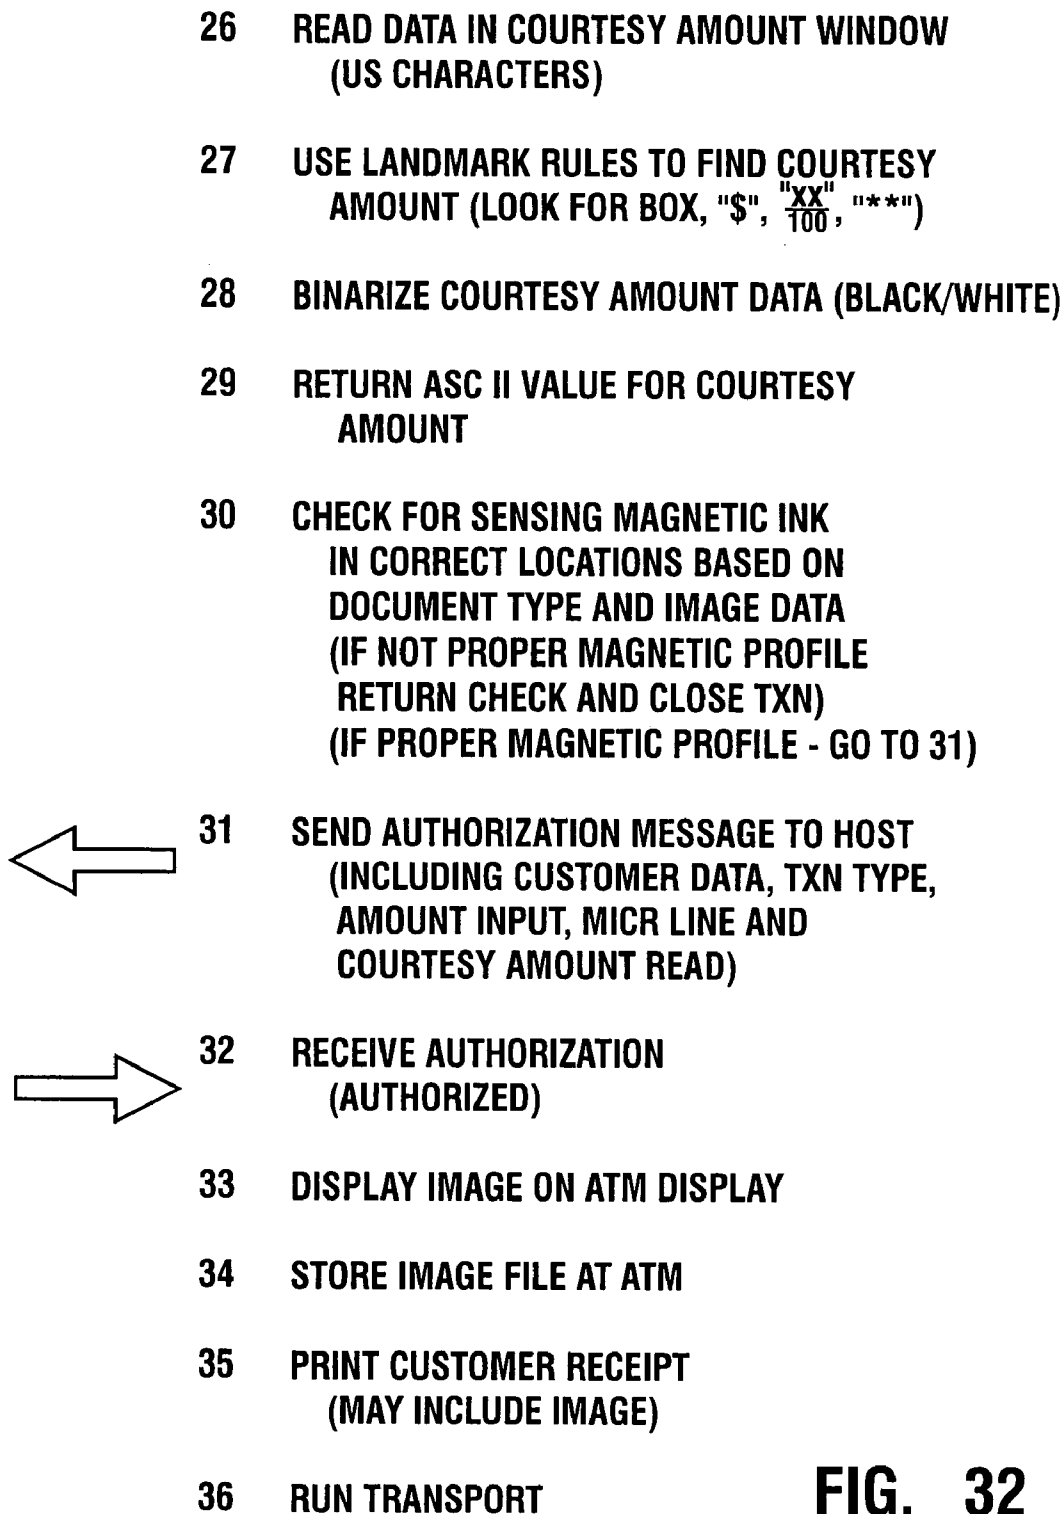 26 READ DATA IN COURTESY AMOUNT WINDOW
(US CHARACTERS)
27 USE LANDMARK RULES TO FIND COURTESY
AMOUNT (LOOK FOR BOX, "$", "XX"/100, "**")
28 BINARIZE COURTESY AMOUNT DATA (BLACK/WHITE)
29 RETURN ASC II VALUE FOR COURTESY
AMOUNT
30 CHECK FOR SENSING MAGNETIC INK
IN CORRECT LOCATIONS BASED ON
DOCUMENT TYPE AND IMAGE DATA
(IF NOT PROPER MAGNETIC PROFILE
RETURN CHECK AND CLOSE TXN)
(IF PROPER MAGNETIC PROFILE - GO TO 31)
31 SEND AUTHORIZATION MESSAGE TO HOST
(INCLUDING CUSTOMER DATA, TXN TYPE,
AMOUNT INPUT, MICR LINE AND
COURTESY AMOUNT READ)
32 RECEIVE AUTHORIZATION
(AUTHORIZED)
33 DISPLAY IMAGE ON ATM DISPLAY
34 STORE IMAGE FILE AT ATM
35 PRINT CUSTOMER RECEIPT
(MAY INCLUDE IMAGE)
36 RUN TRANSPORT
FIG. 32